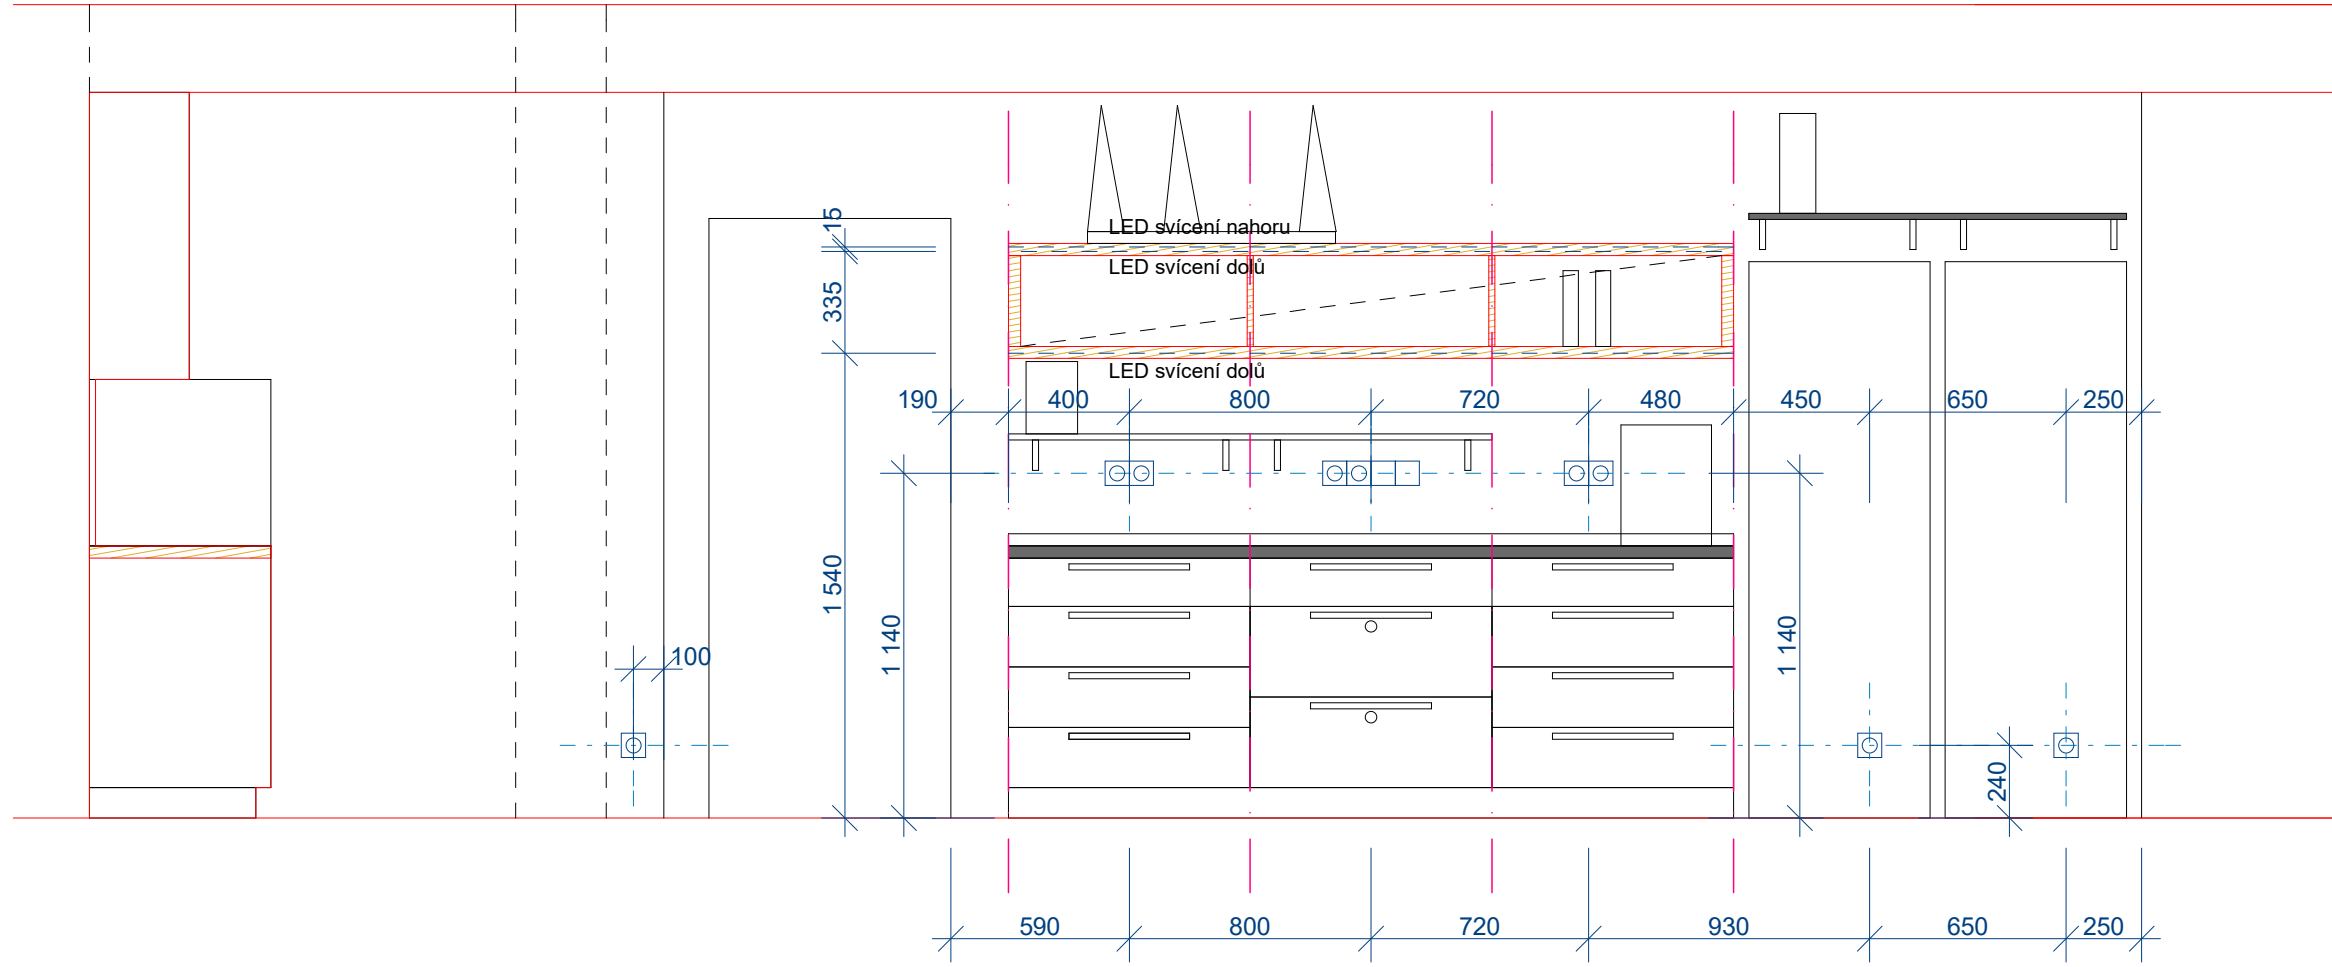 15
LED svícení nahoru
LED svícení dolů
335
LED svícení dolů
190 400 800 720 480 450 650 250
1 540
1 140
1 140
100
240
590 800 720 930 650 250